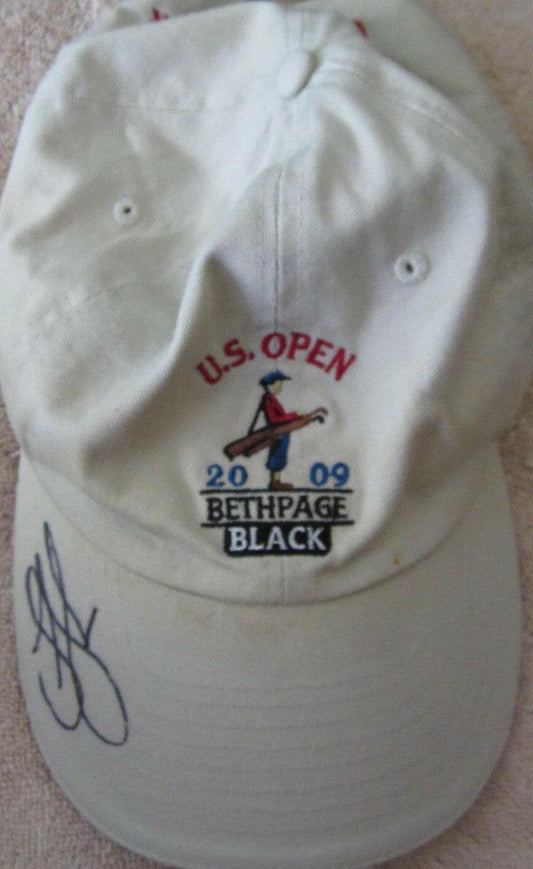 U.S. OPEN
20 09
BETHPAGE
BLACK